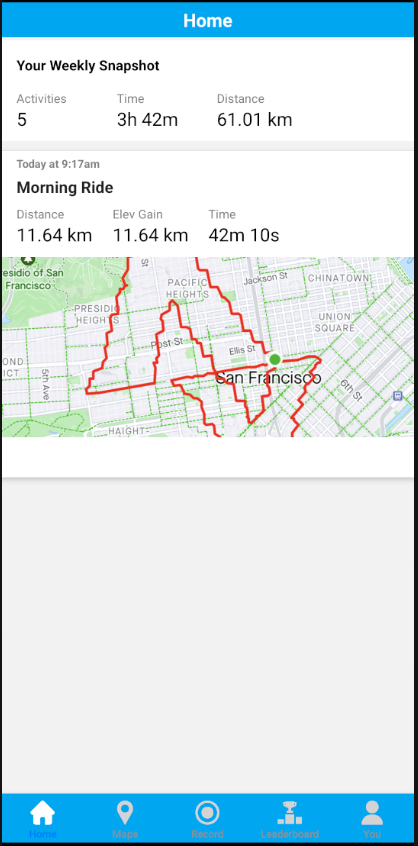 Home
Your Weekly Snapshot
Activities Time Distance
5 3h 42m 61.01 km
Today at 9:17am
Morning Ride
Distance Elev Gain Time
11.64 km 11.64 km 42m 10s
St
Jackson St
CHINATOWN
esidio of San
Francisco
PACIFIC
HEIGHTS
PRESIDIO
HEIGHTS
UNION
SQUARE
Post St
Ellis St
OND
ICT
5th Ave
San Francisco
6th St
HAIGHT-
Home Maps Record Leaderboard You